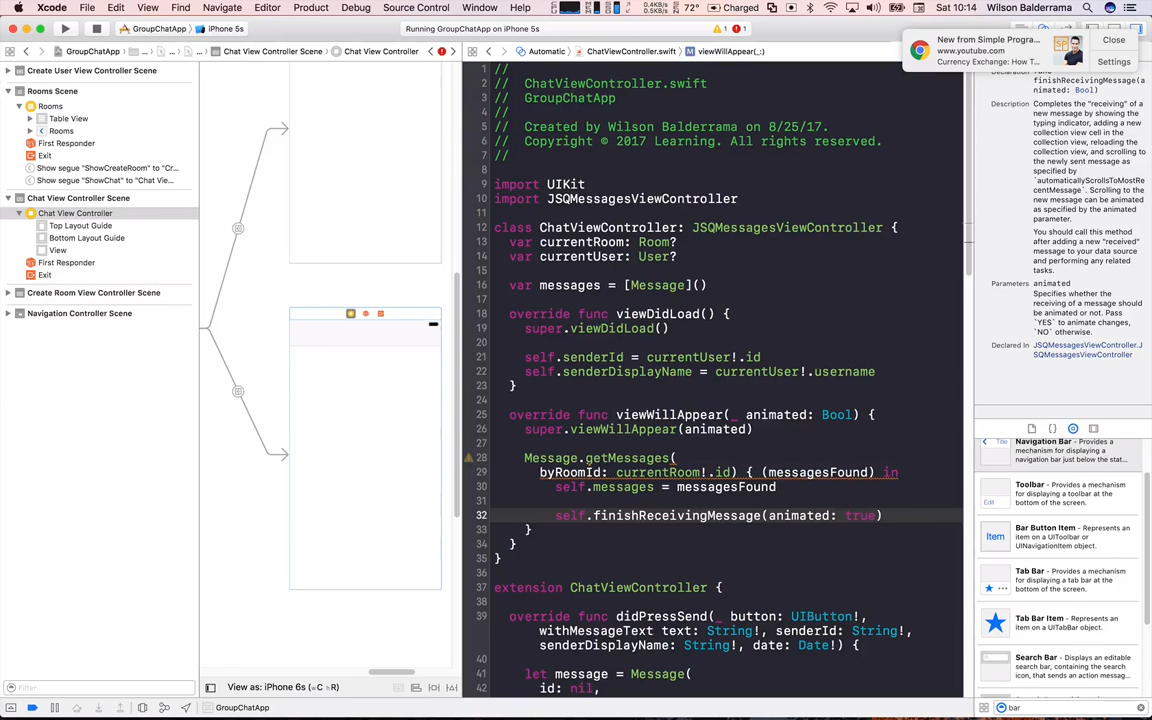 Xcode File Edit View Find Navigate Editor Product Debug Source Control Window Help 0.4KB/s 0.5KB/s 72° Charged Sat 10:14 Wilson Balderrama
GroupChatApp iPhone 5s
Running GroupChatApp on iPhone 5s
1 1
New from Simple Progra...
www.youtube.com
Currency Exchange: How T...
Close
Settings
GroupChatApp ... Chat View Controller Scene Chat View Controller
Automatic ChatViewController.swift viewWillAppear(_:)
Create User View Controller Scene
Rooms Scene
Rooms
Table View
Rooms
First Responder
Exit
Show segue "ShowCreateRoom" to "Cr...
Show segue "ShowChat" to "Chat Vie...
Chat View Controller Scene
Chat View Controller
Top Layout Guide
Bottom Layout Guide
View
First Responder
Exit
Create Room View Controller Scene
Navigation Controller Scene
Filter
View as: iPhone 6s (wC hR)
1 //
2 // ChatViewController.swift
3 // GroupChatApp
4 //
5 // Created by Wilson Balderrama on 8/25/17.
6 // Copyright © 2017 Learning. All rights reserved.
7 //
8
9 import UIKit
10 import JSQMessagesViewController
11
12 class ChatViewController: JSQMessagesViewController {
13 var currentRoom: Room?
14 var currentUser: User?
15
16 var messages = [Message]()
17
18 override func viewDidLoad() {
19 super.viewDidLoad()
20
21 self.senderId = currentUser!.id
22 self.senderDisplayName = currentUser!.username
23 }
24
25 override func viewWillAppear(_ animated: Bool) {
26 super.viewWillAppear(animated)
27
28 Message.getMessages(
29 byRoomId: currentRoom!.id) { (messagesFound) in
30 self.messages = messagesFound
31
32 self.finishReceivingMessage(animated: true)
33 }
34 }
35 }
36
37 extension ChatViewController {
38
39 override func didPressSend(_ button: UIButton!,
withMessageText text: String!, senderId: String!,
senderDisplayName: String!, date: Date!) {
40
41 let message = Message(
42 id: nil,
Declaration
finishReceivingMessage(a
nimated: Bool)
Description Completes the "receiving" of
a new message by showing the
typing indicator, adding a new
collection view cell in the
collection view, reloading the
collection view, and scrolling to
the newly sent message as
specified by
`automaticallyScrollsToMostRe
centMessage`. Scrolling to the
new message can be animated
as specified by the animated
parameter.
You should call this method
after adding a new "received"
message to your data source
and performing any related
tasks.
Parameters animated
Specifies whether the
receiving of a message should
be animated or not. Pass
`YES` to animate changes,
`NO` otherwise.
Declared In JSQMessagesViewController.J
SQMessagesViewController
Title
Navigation Bar - Provides a
mechanism for displaying a
navigation bar just below the stat...
Edit
Toolbar - Provides a mechanism
for displaying a toolbar at the
bottom of the screen.
Item
Bar Button Item - Represents an
item on a UIToolbar or
UINavigationItem object.
Tab Bar - Provides a mechanism
for displaying a tab bar at the
bottom of the screen.
Tab Bar Item - Represents an
item on a UITabBar object.
Search Bar - Displays an editable
search bar, containing the search
icon, that sends an action messa...
GroupChatApp
bar